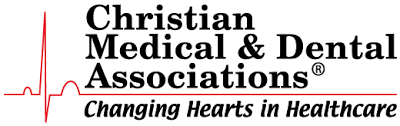 Christian
Medical & Dental
Associations®
Changing Hearts in Healthcare